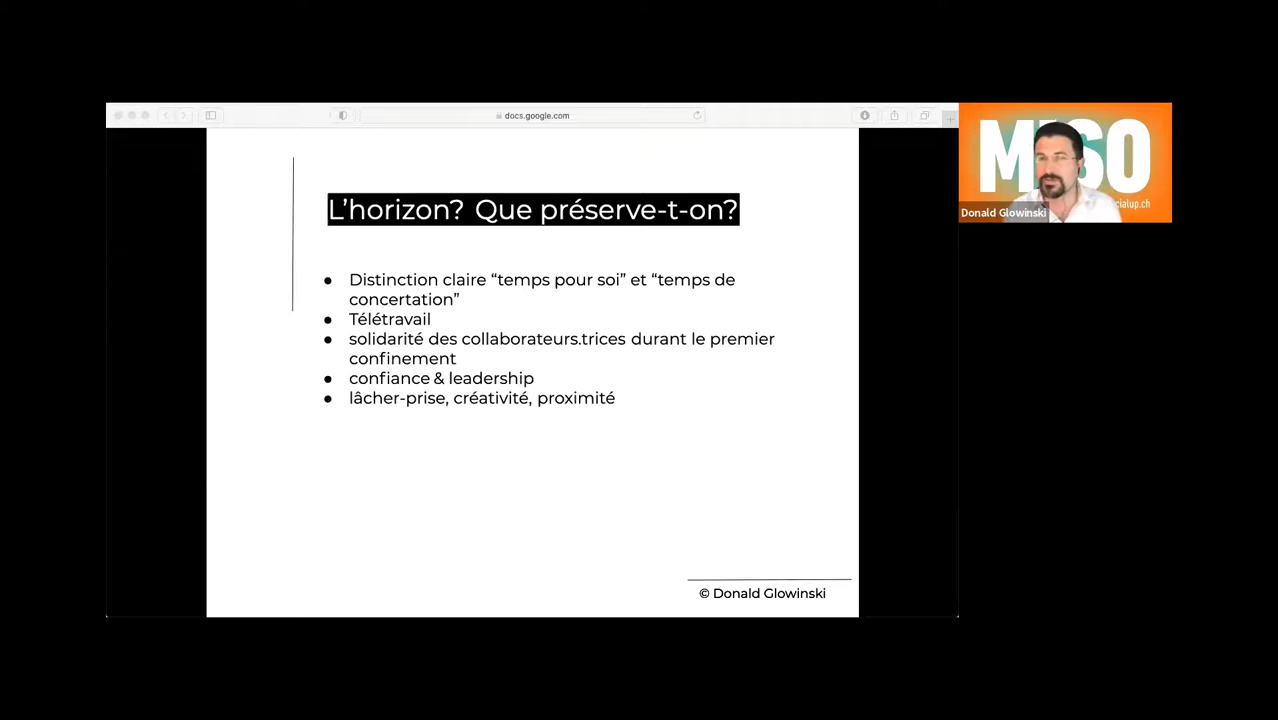 docs.google.com
L’horizon? Que préserve-t-on?
● Distinction claire “temps pour soi” et “temps de
concertation”
● Télétravail
● solidarité des collaborateurs.trices durant le premier
confinement
● confiance & leadership
● lâcher-prise, créativité, proximité
© Donald Glowinski
Donald Glowinski